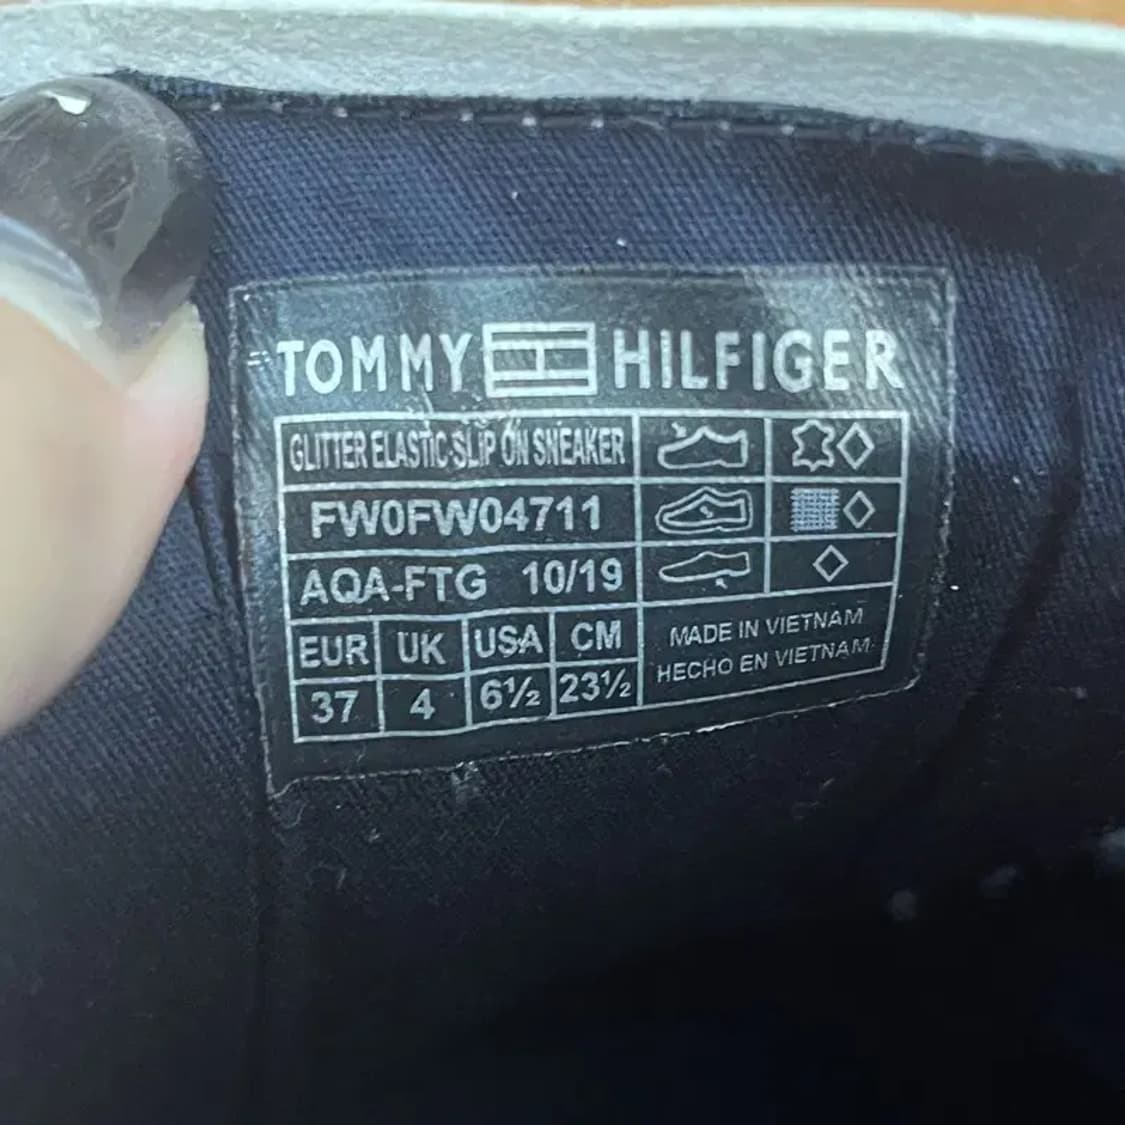 TOMMY HILFIGER
GLITTER ELASTIC SLIP ON SNEAKER
FW0FW04711
AQA-FTG 10/19
EUR UK USA CM
37 4 6½ 23½
MADE IN VIETNAM
HECHO EN VIETNAM